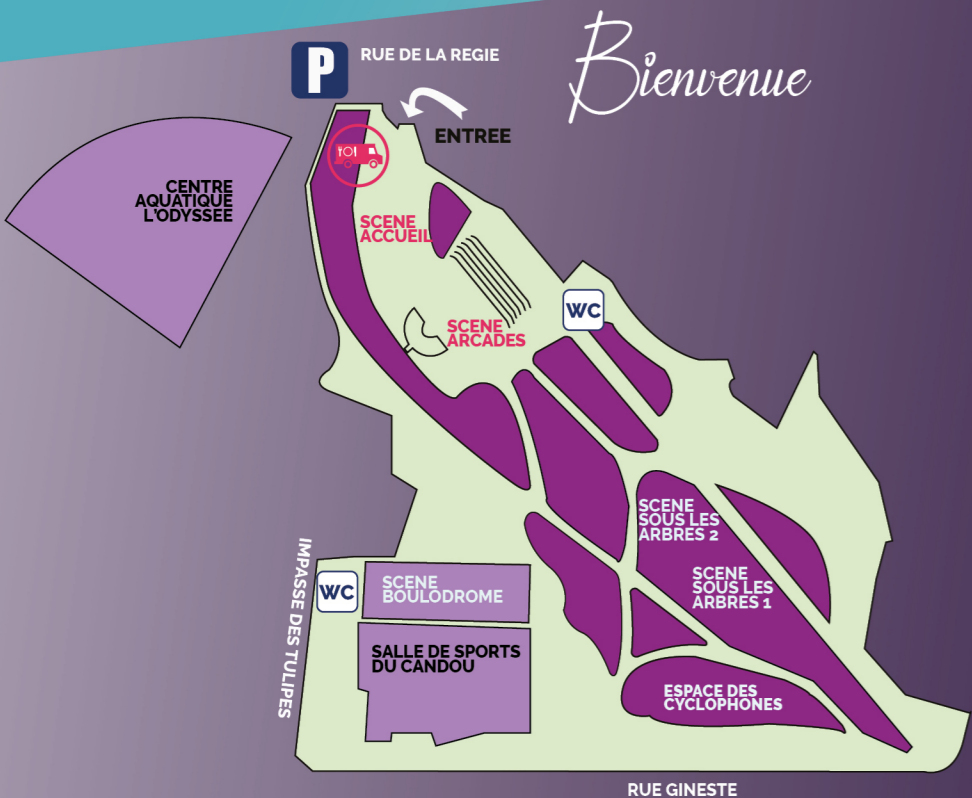 P
RUE DE LA REGIE
Bienvenue
ENTREE
CENTRE
AQUATIQUE
L'ODYSSEE
SCENE
ACCUEIL
SCENE
ARCADES
WC
SCENE
SOUS LES
ARBRES 2
SCENE
SOUS LES
ARBRES 1
IMPASSE DES TULIPES
WC
SCENE
BOULODROME
SALLE DE SPORTS
DU CANDOU
ESPACE DES
CYCLOPHONES
RUE GINESTE